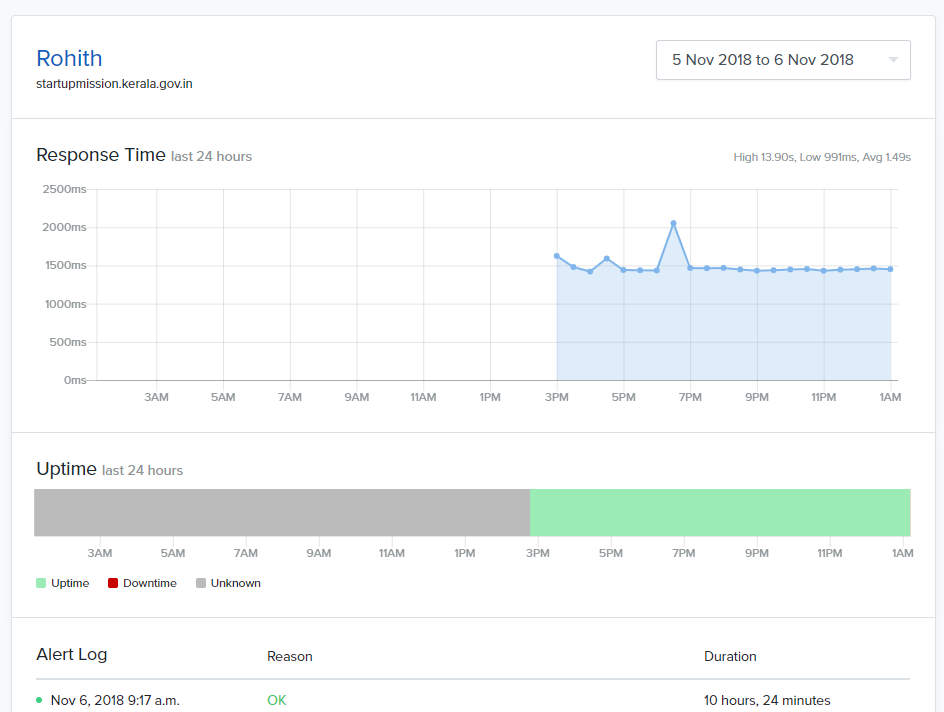 Rohith
startupmission.kerala.gov.in
5 Nov 2018 to 6 Nov 2018
Response Time last 24 hours
High 13.90s, Low 991ms, Avg 1.49s
2500ms
2000ms
1500ms
1000ms
500ms
0ms
3AM 5AM 7AM 9AM 11AM 1PM 3PM 5PM 7PM 9PM 11PM 1AM
Uptime last 24 hours
3AM 5AM 7AM 9AM 11AM 1PM 3PM 5PM 7PM 9PM 11PM 1AM
Uptime Downtime Unknown
Alert Log Reason Duration
Nov 6, 2018 9:17 a.m. OK 10 hours, 24 minutes